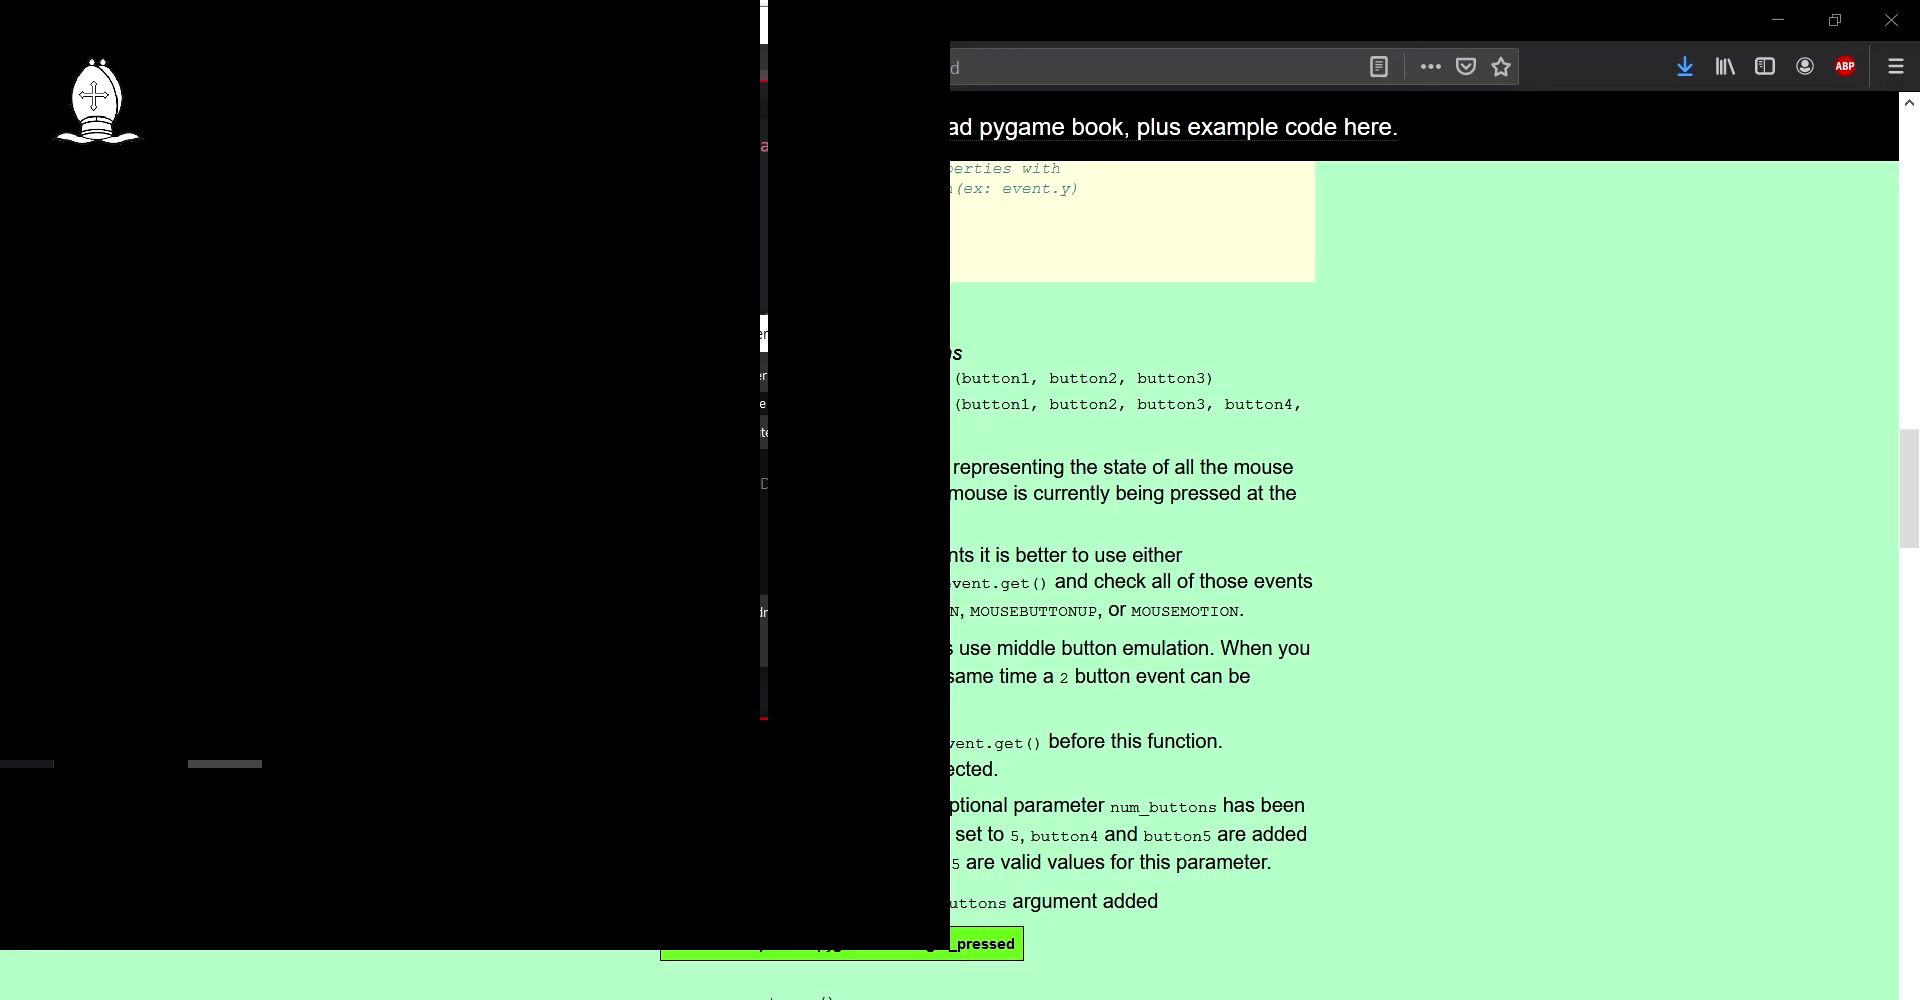 d
ABP
ad pygame book, plus example code here.
perties with
(ex: event.y)
s
(button1, button2, button3)
(button1, button2, button3, button4,
representing the state of all the mouse
mouse is currently being pressed at the
nts it is better to use either
event.get() and check all of those events
N, MOUSEBUTTONUP, or MOUSEMOTION.
s use middle button emulation. When you
same time a 2 button event can be
vent.get() before this function.
ected.
ptional parameter num_buttons has been
set to 5, button4 and button5 are added
5 are valid values for this parameter.
uttons argument added
_pressed